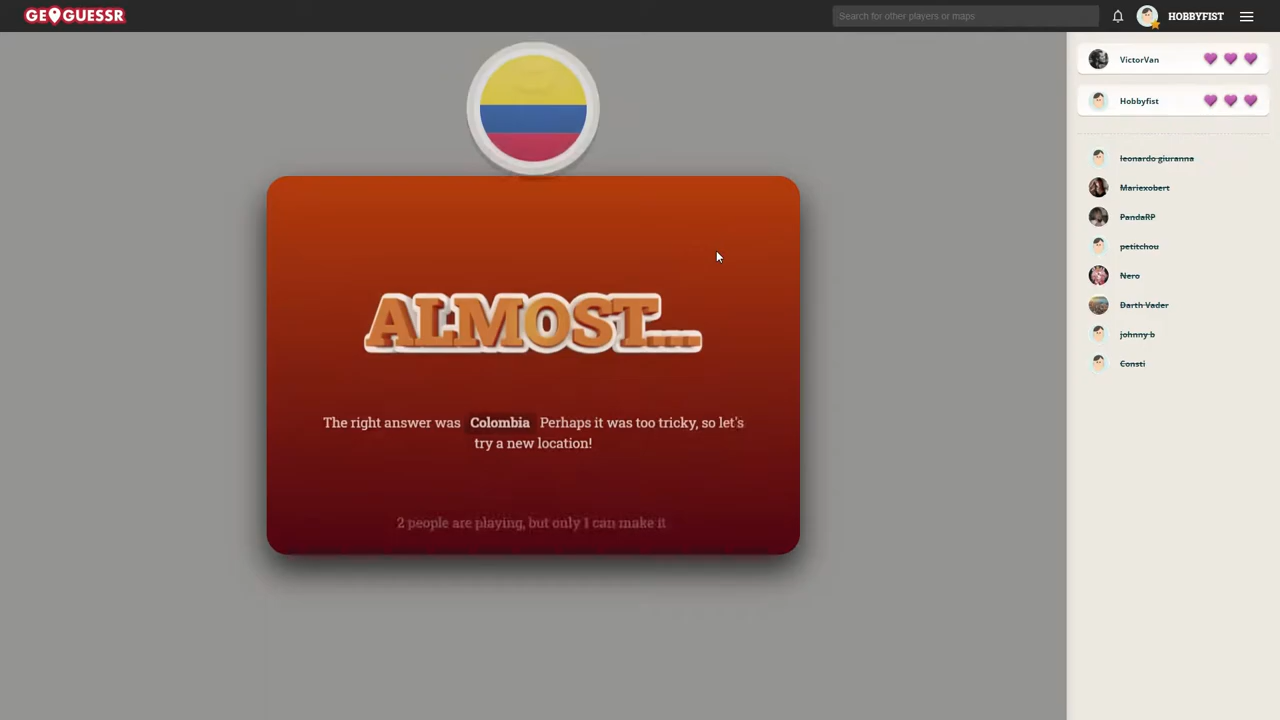 GEOGUESSR
Search for other players or maps
HOBBYFIST
VictorVan
Hobbyfist
leonardo giuranna
Mariexobert
PandaRP
petitchou
Nero
Darth Vader
johnny b
Consti
ALMOST...
The right answer was Colombia Perhaps it was too tricky, so let's
try a new location!
2 people are playing, but only 1 can make it